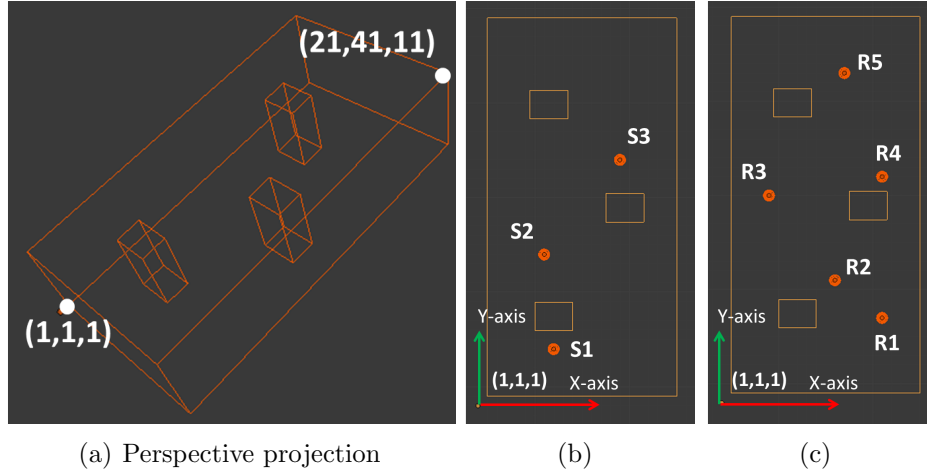 (21,41,11)
(1,1,1)
S3
S2
Y-axis
S1
(1,1,1)
X-axis
R5
R4
R3
R2
Y-axis
R1
(1,1,1)
X-axis
(a) Perspective projection
(b)
(c)